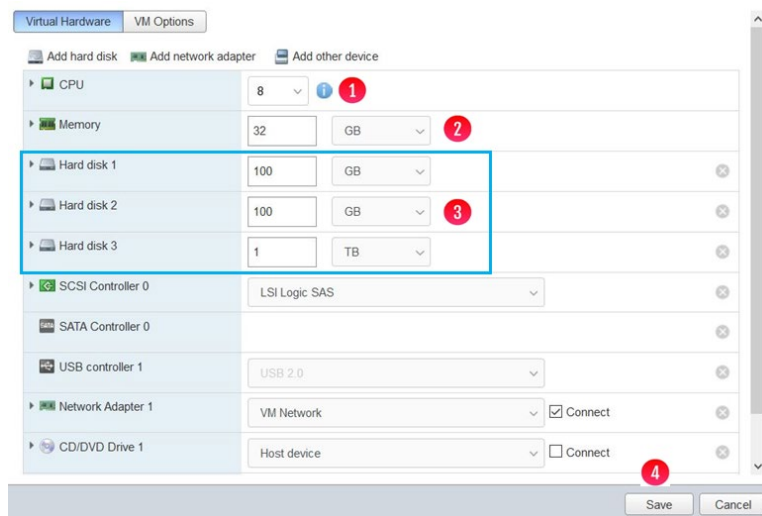 Virtual Hardware VM Options
Add hard disk Add network adapter Add other device
CPU 8 i 1
Memory 32 GB 2
Hard disk 1 100 GB
Hard disk 2 100 GB 3
Hard disk 3 1 TB
SCSI Controller 0 LSI Logic SAS
SATA Controller 0
USB controller 1 USB 2.0
Network Adapter 1 VM Network Connect
CD/DVD Drive 1 Host device Connect
4
Save Cancel